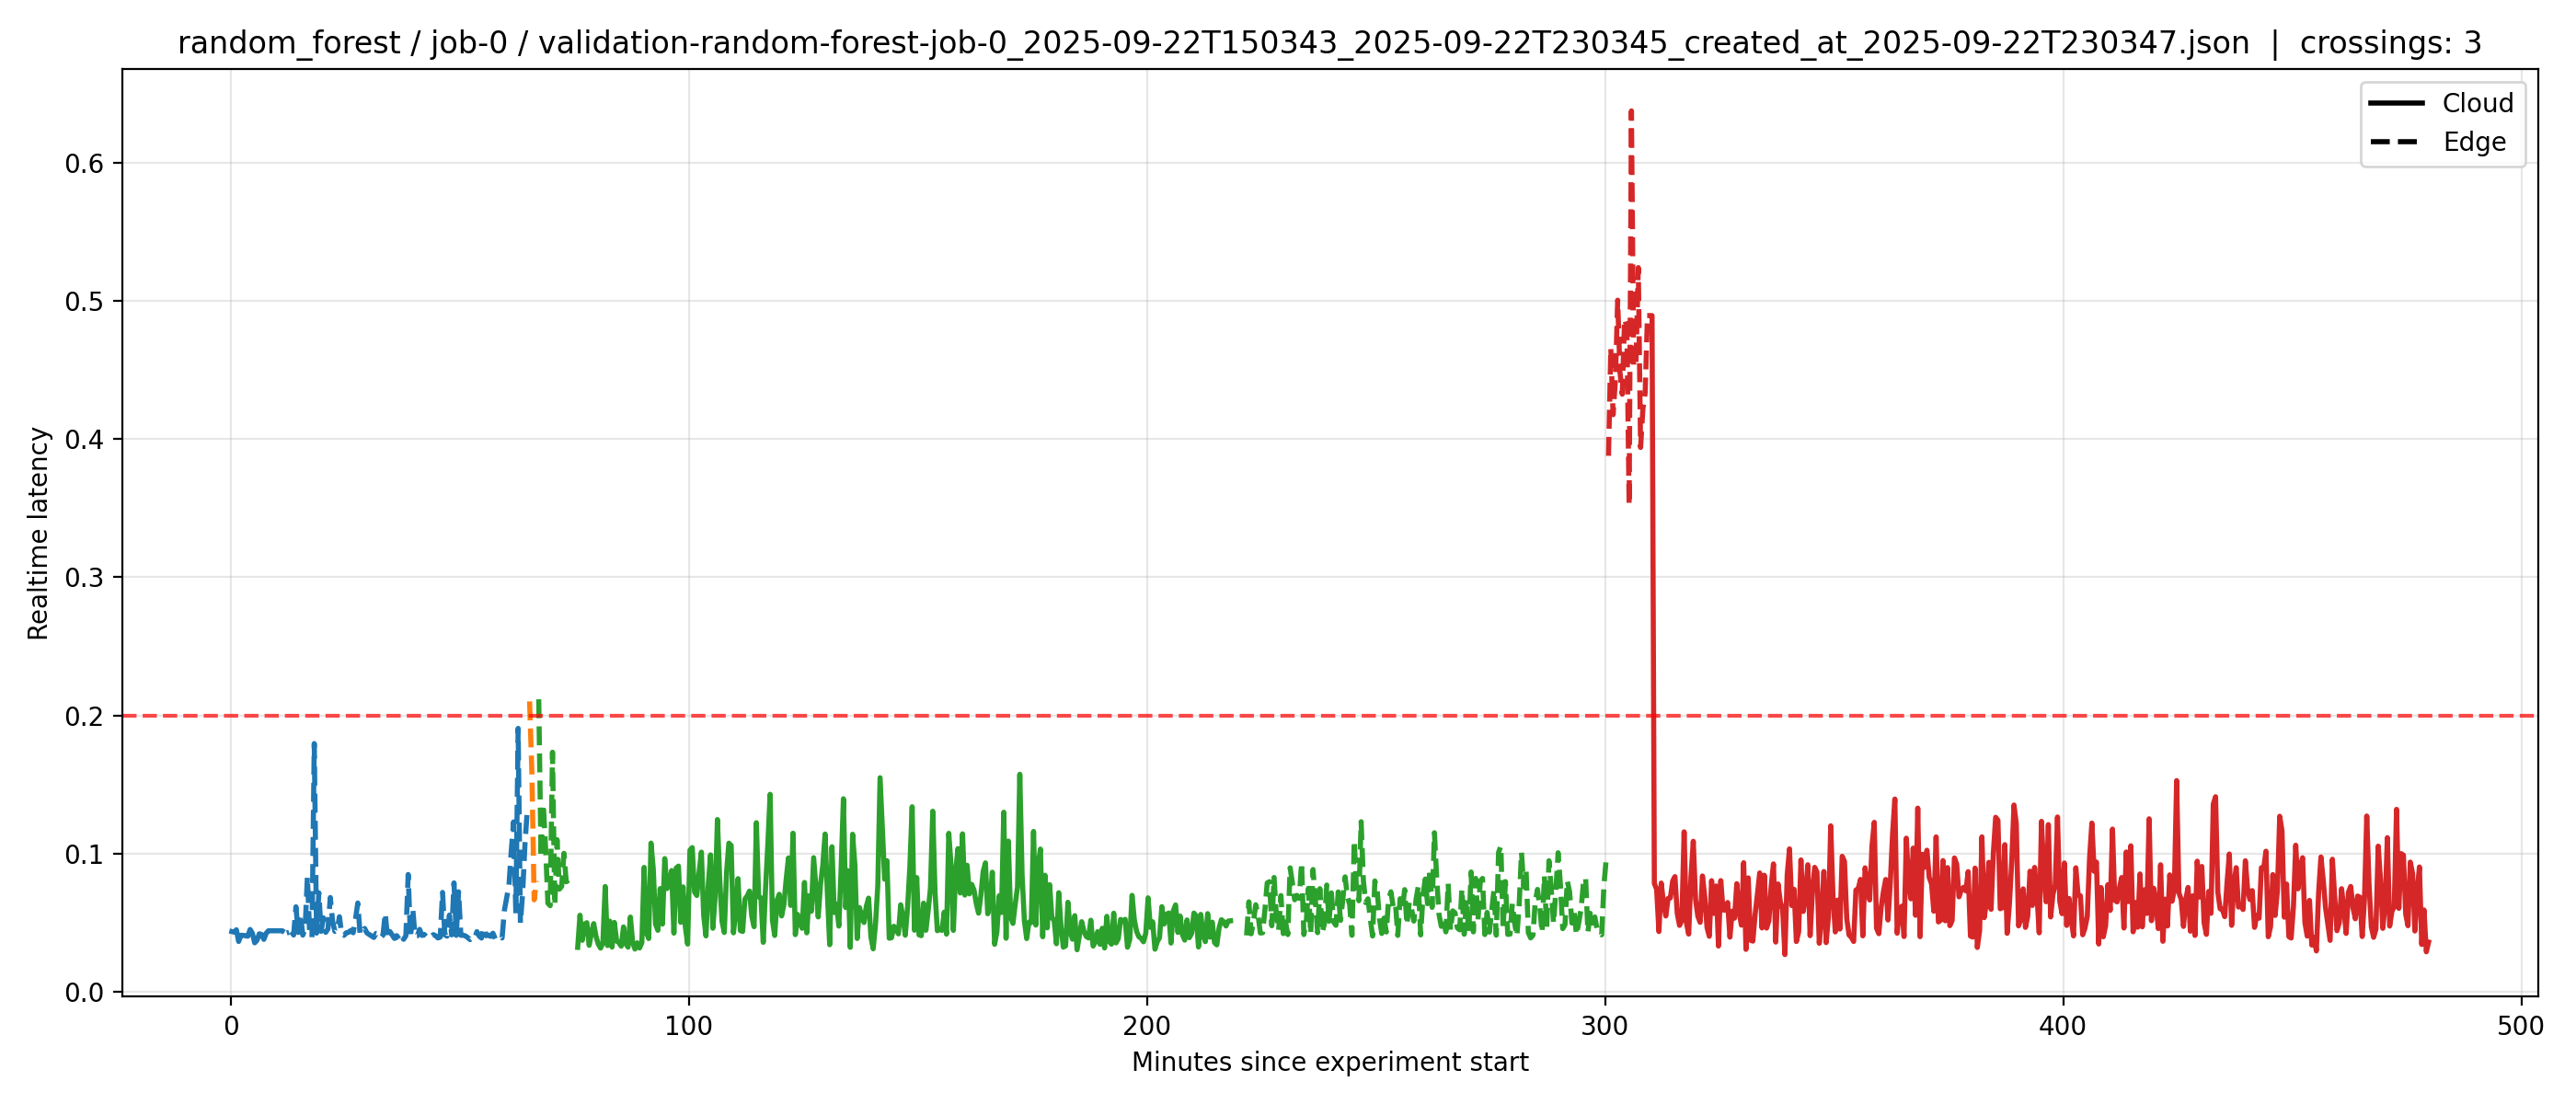 random_forest / job-0 / validation-random-forest-job-0_2025-09-22T150343_2025-09-22T230345_created_at_2025-09-22T230347.json | crossings: 3
Cloud
Edge
Realtime latency
0.6
0.5
0.4
0.3
0.2
0.1
0.0
0 100 200 300 400 500
Minutes since experiment start